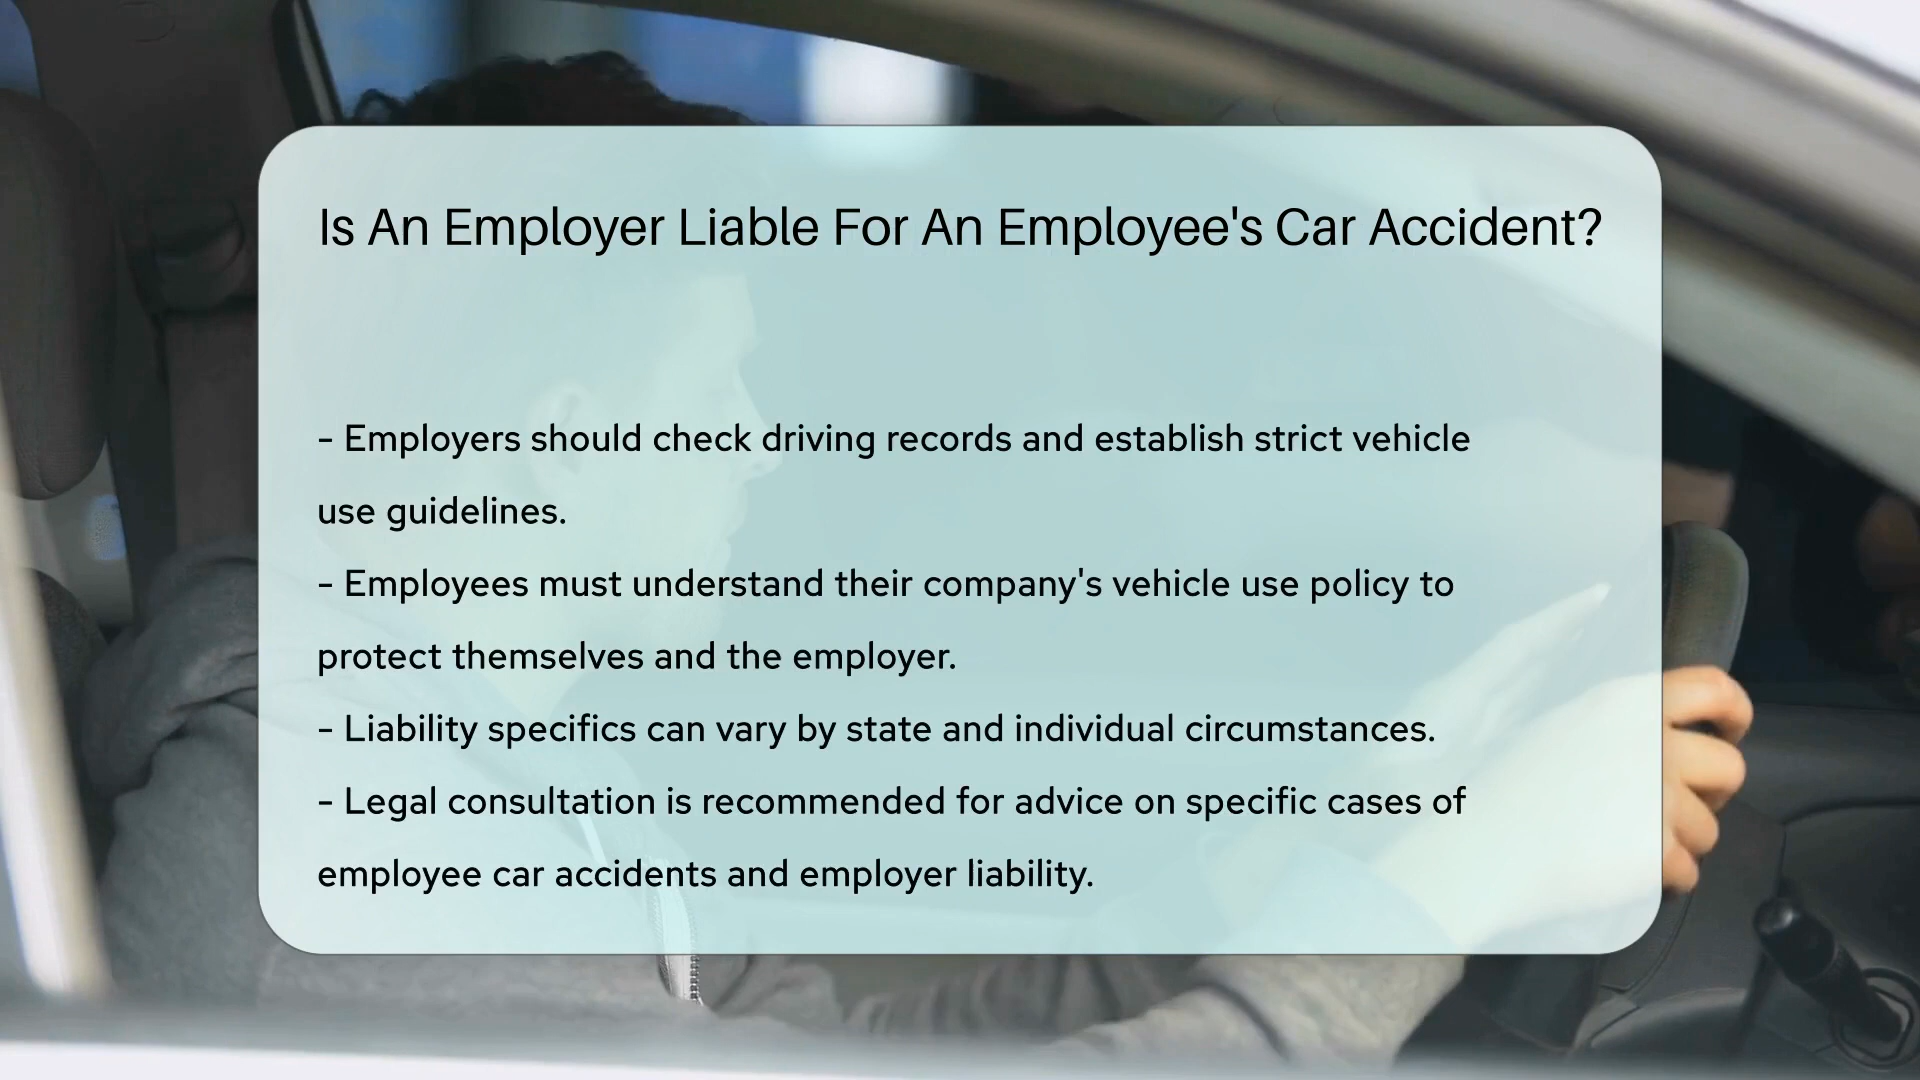 Is An Employer Liable For An Employee's Car Accident?
- Employers should check driving records and establish strict vehicle
use guidelines.
- Employees must understand their company's vehicle use policy to
protect themselves and the employer.
- Liability specifics can vary by state and individual circumstances.
- Legal consultation is recommended for advice on specific cases of
employee car accidents and employer liability.